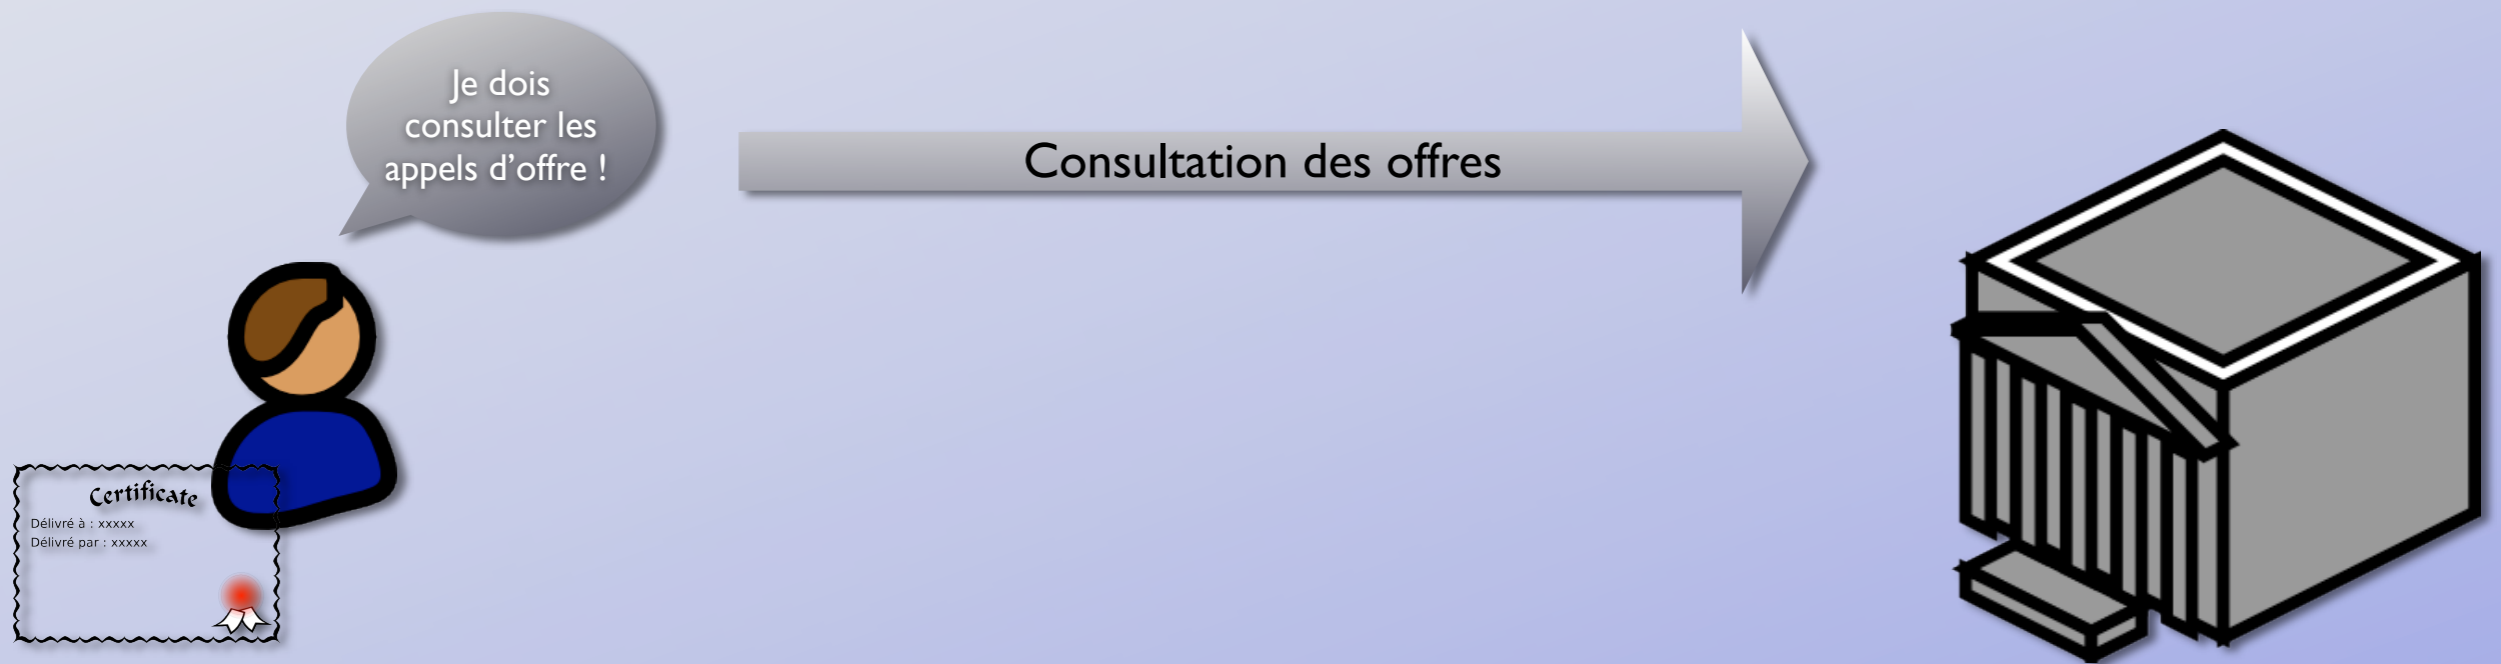 Je dois
consulter les
appels d’offre !
Consultation des offres
Certificate
Délivré à : xxxxx
Délivré par : xxxxx